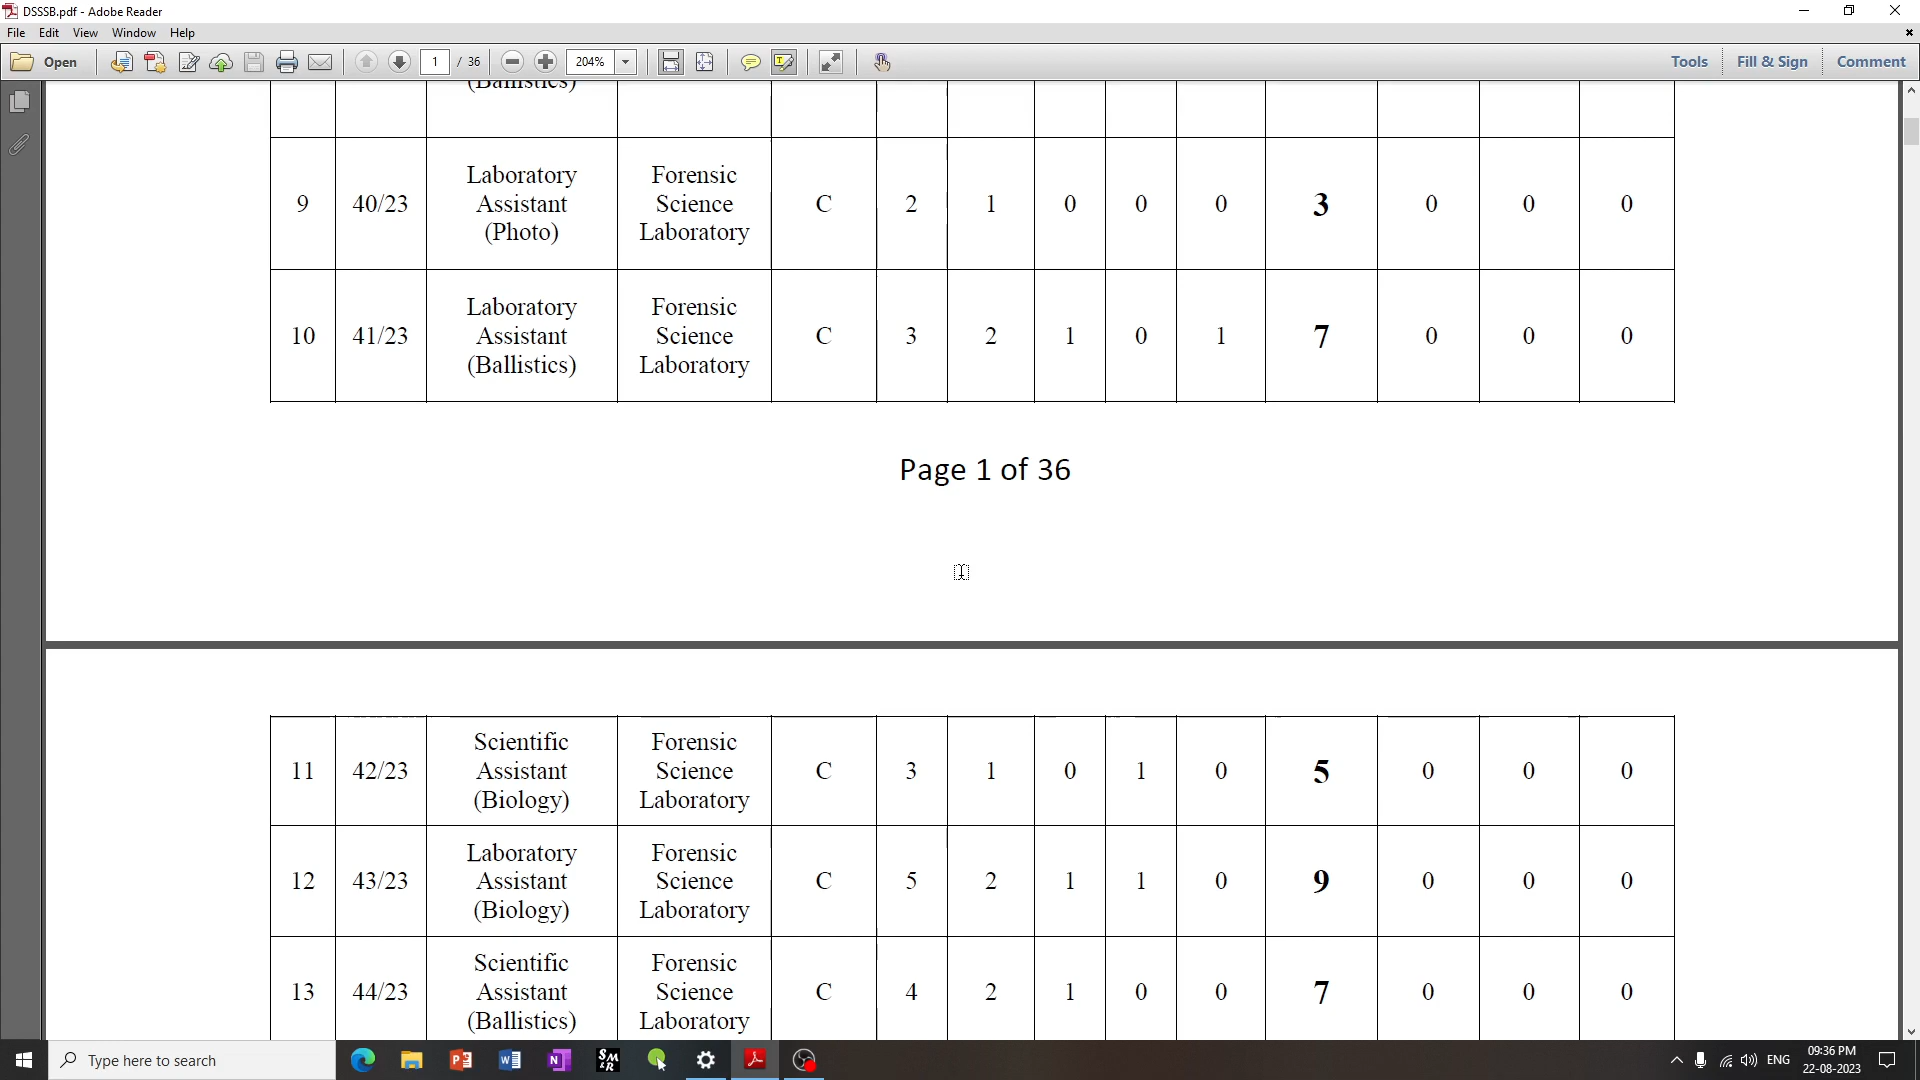 DSSSB.pdf - Adobe Reader
File Edit View Window Help
Open 1 / 36 204% Tools Fill & Sign Comment
(Ballistics)
9 40/23 Laboratory Assistant (Photo) Forensic Science Laboratory C 2 1 0 0 0 3 0 0 0
10 41/23 Laboratory Assistant (Ballistics) Forensic Science Laboratory C 3 2 1 0 1 7 0 0 0
Page 1 of 36
11 42/23 Scientific Assistant (Biology) Forensic Science Laboratory C 3 1 0 1 0 5 0 0 0
12 43/23 Laboratory Assistant (Biology) Forensic Science Laboratory C 5 2 1 1 0 9 0 0 0
13 44/23 Scientific Assistant (Ballistics) Forensic Science Laboratory C 4 2 1 0 0 7 0 0 0
Type here to search
ENG
09:36 PM
22-08-2023